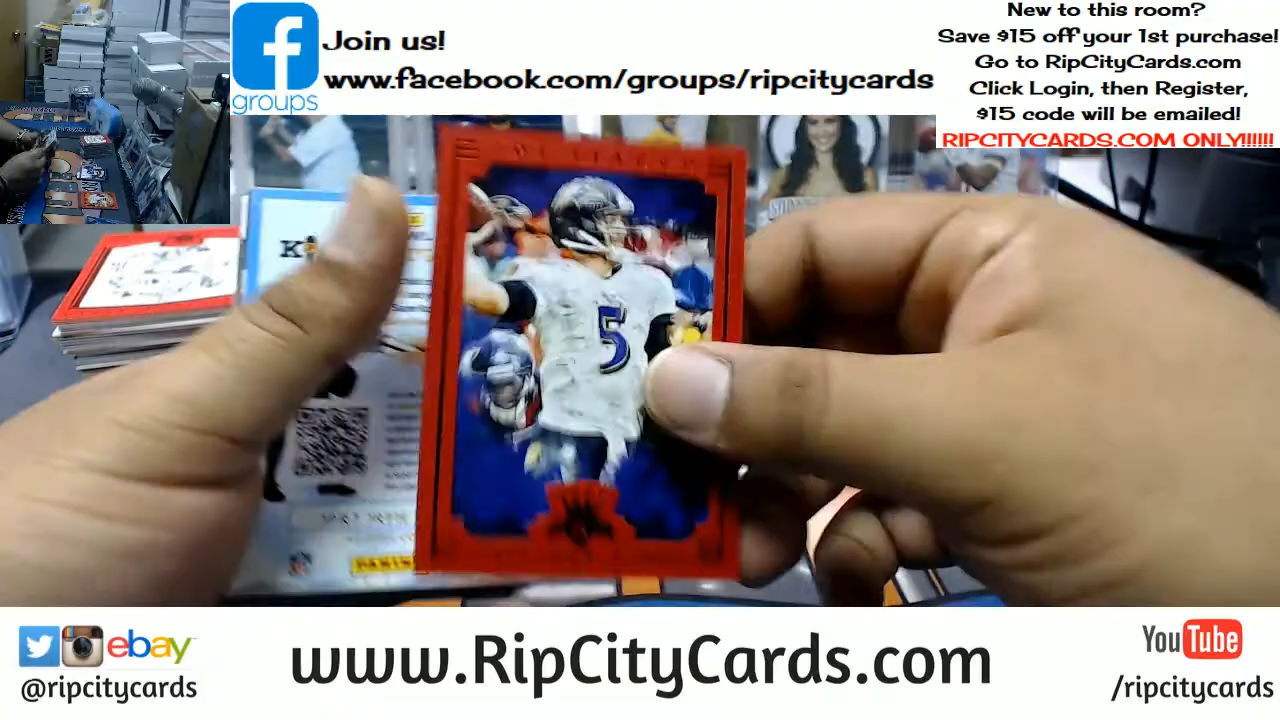 groups
Join us!
www.facebook.com/groups/ripcitycards
New to this room?
Save $15 off your 1st purchase!
Go to RipCityCards.com
Click Login, then Register,
$15 code will be emailed!
RIPCITYCARDS.COM ONLY!!!!!!
5
PANINI
ebay
@ripcitycards
www.RipCityCards.com
You Tube
/ripcitycards